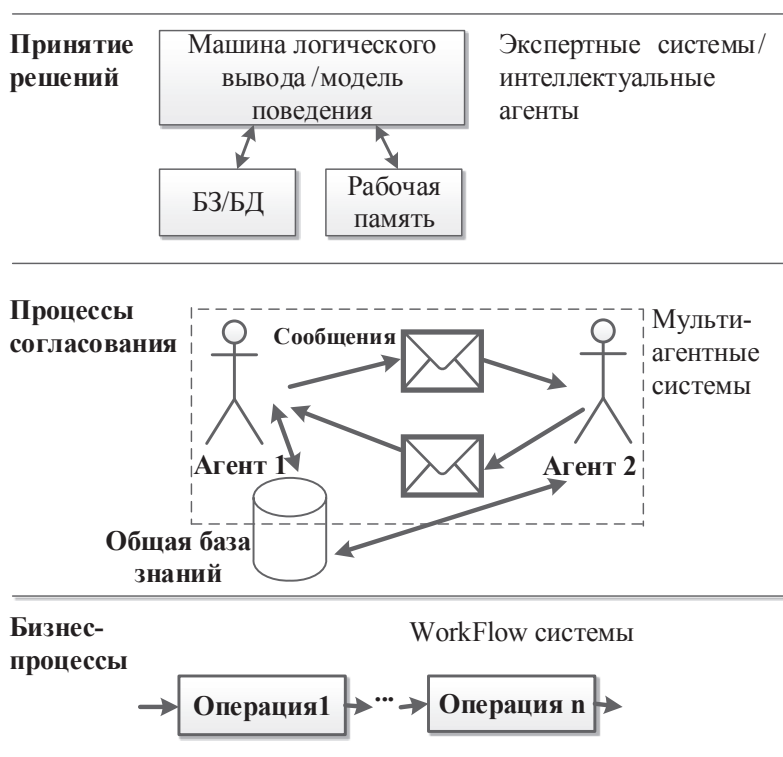 Принятие
решений
Машина логического
вывода /модель
поведения
Экспертные системы/
интеллектуальные
агенты
БЗ/БД
Рабочая
память
Процессы
согласования
Сообщения
Мульти-
агентные
системы
Агент 1
Агент 2
Общая база
знаний
Бизнес-
процессы
WorkFlow системы
Операция1
...
Операция n